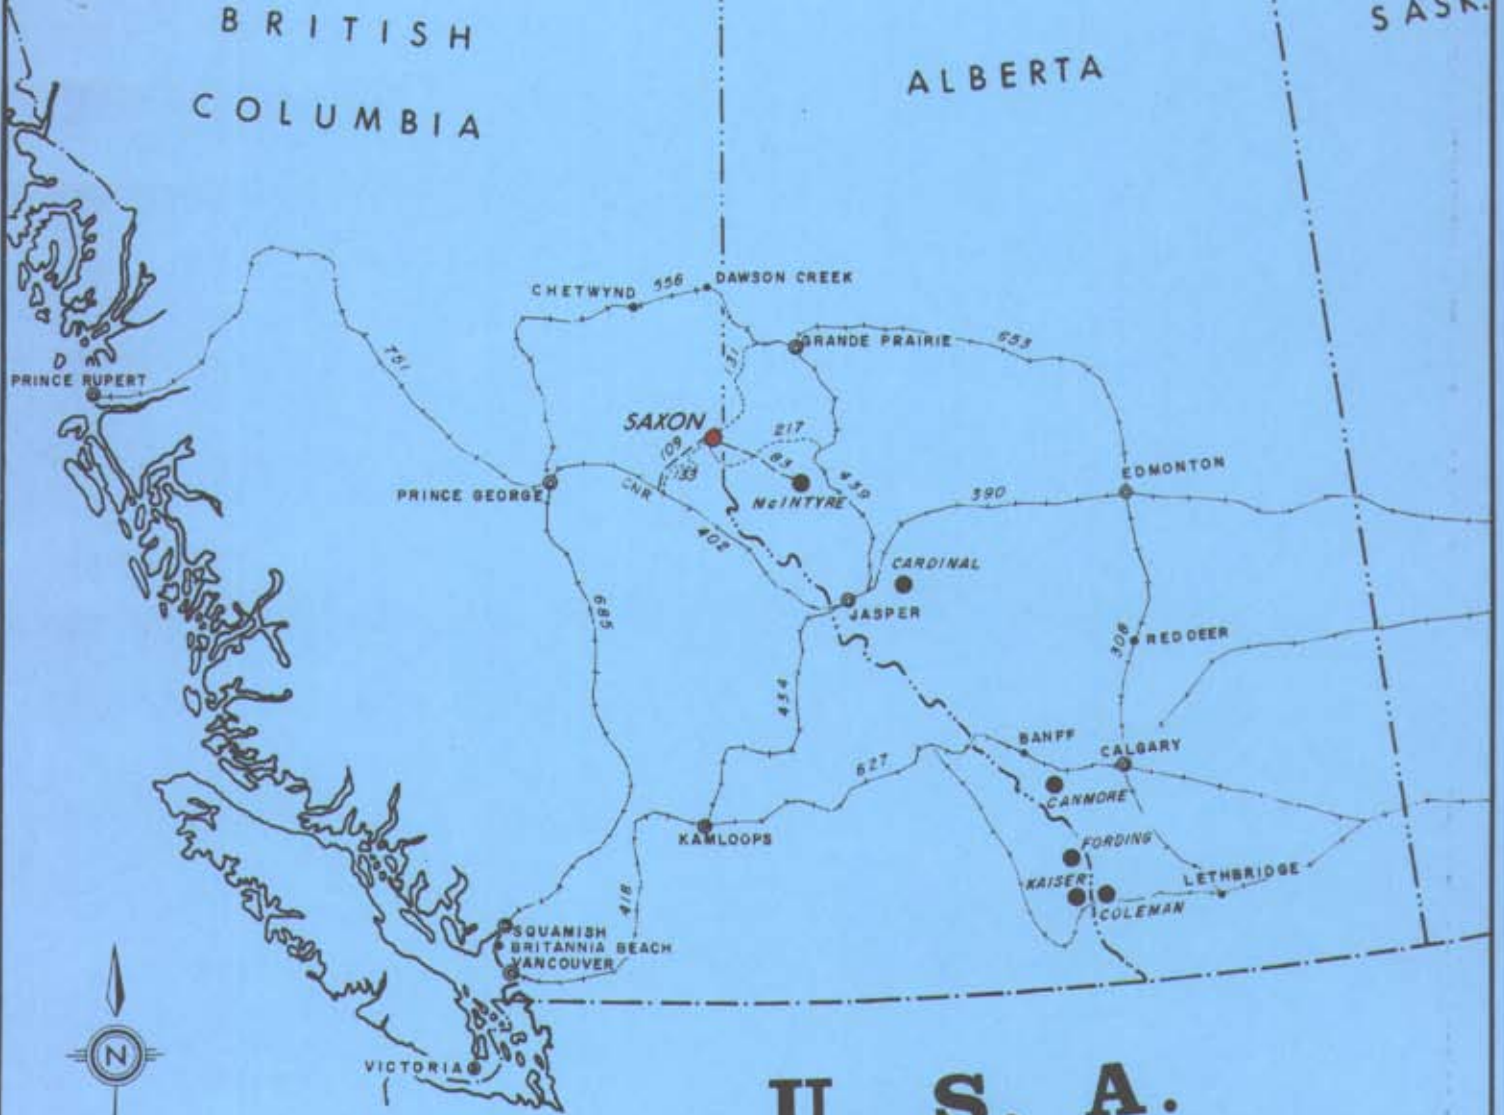 BRITISH
SASK.
ALBERTA
COLUMBIA
CHETWYND
556
DAWSON CREEK
GRANDE PRAIRIE
653
131
761
PRINCE RUPERT
SAXON
109
217
133
83
CNR
McINTYRE
439
PRINCE GEORGE
390
EDMONTON
402
CARDINAL
JASPER
685
308
RED DEER
454
BANFF
CALGARY
627
CANMORE
KAMLOOPS
FORDING
KAISER
LETHBRIDGE
COLEMAN
418
SQUAMISH
BRITANNIA BEACH
VANCOUVER
N
VICTORIA
U. S. A.